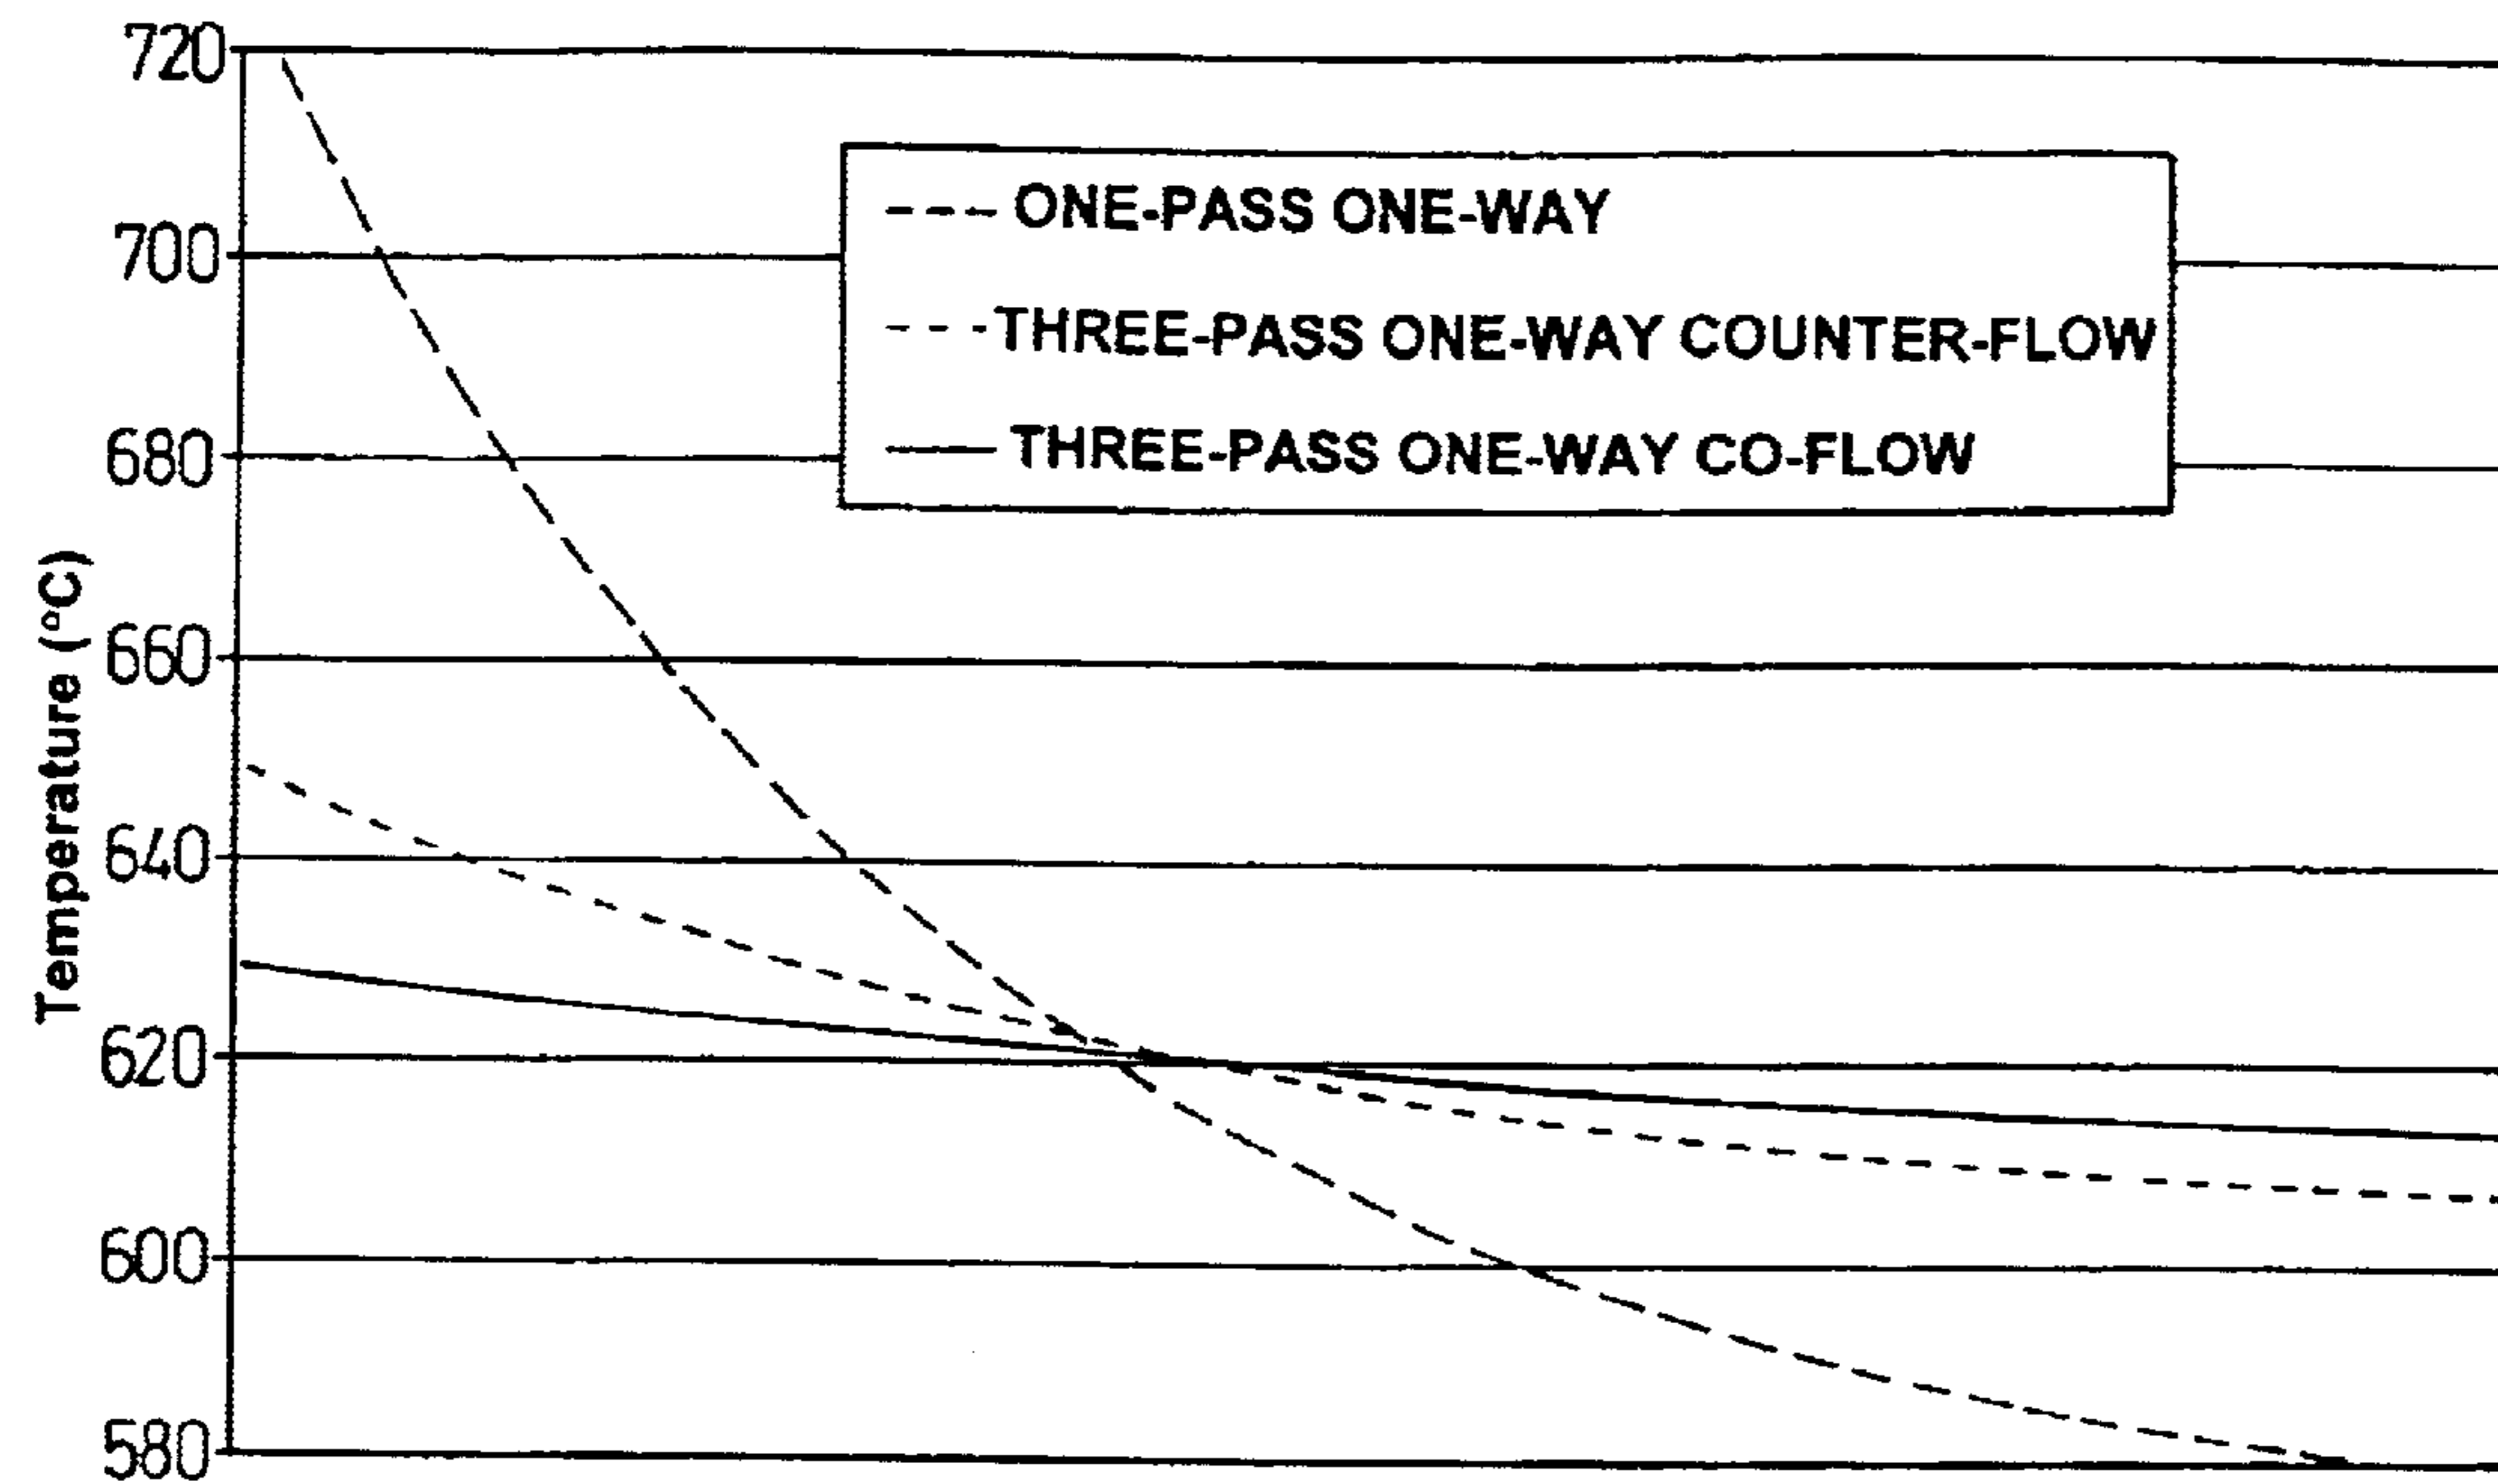 720
ONE-PASS ONE-WAY
700
THREE-PASS ONE-WAY COUNTER-FLOW
680
THREE-PASS ONE-WAY CO-FLOW
Temperature (°C)
660
640
620
600
580